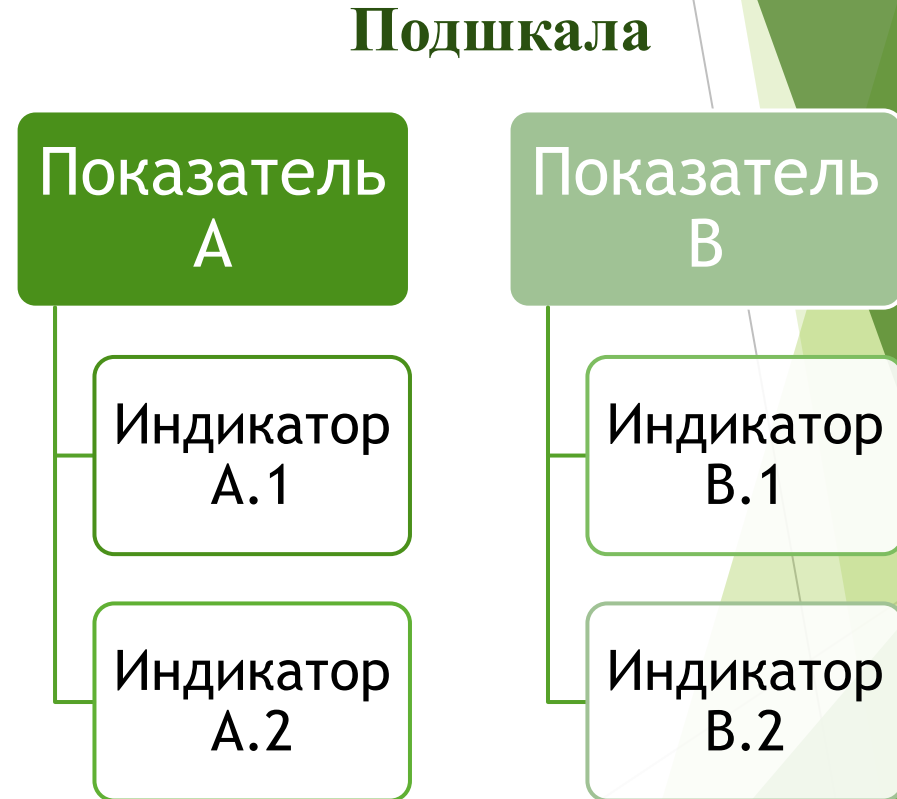 Подшкала
Показатель
А
Показатель
В
Индикатор
А.1
Индикатор
В.1
Индикатор
А.2
Индикатор
В.2